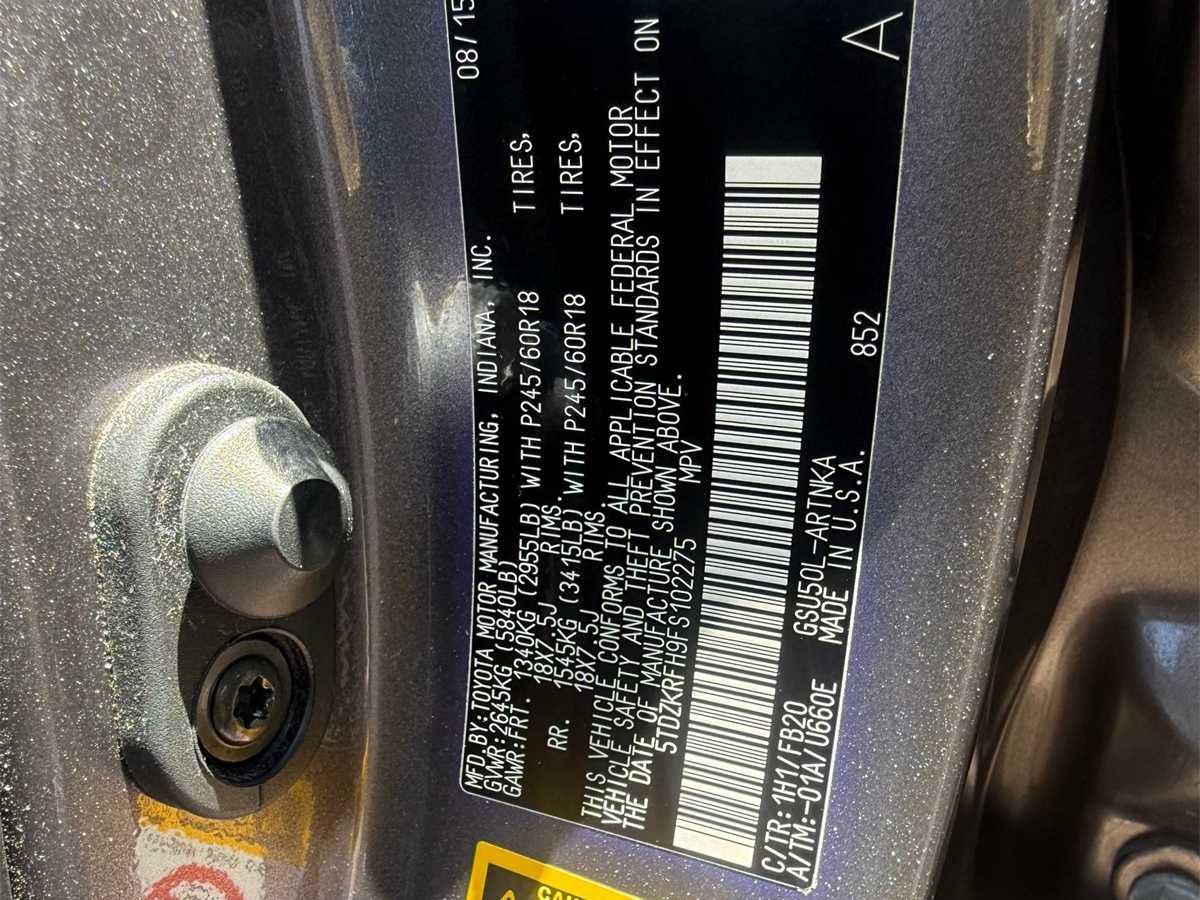 MFD.BY:TOYOTA MOTOR MANUFACTURING, INDIANA, INC. 08/15
GVWR:2645KG (5840LB)
GAWR:FRT. 1340KG (2955LB) WITH P245/60R18 TIRES,
18X7.5J RIMS.
RR. 1545KG (3415LB) WITH P245/60R18 TIRES,
18X7.5J RIMS.
THIS VEHICLE CONFORMS TO ALL APPLICABLE FEDERAL MOTOR
VEHICLE SAFETY AND THEFT PREVENTION STANDARDS IN EFFECT ON
THE DATE OF MANUFACTURE SHOWN ABOVE.
5TDZKRFH9FS102275 MPV
C/TR:1H1/FB20 GSU50L-ARTNKA 852 A
A/TM:-01A/U660E MADE IN U.S.A.